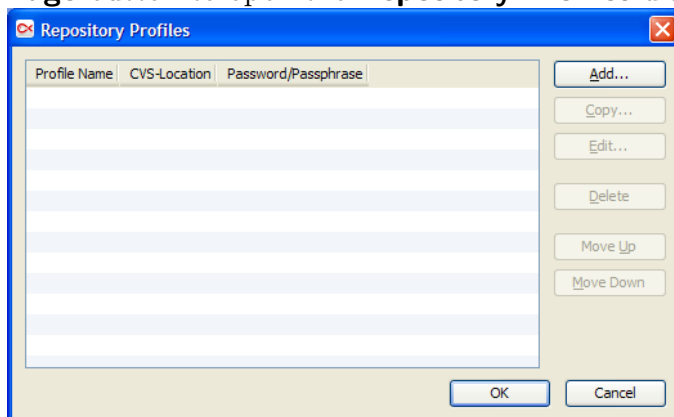 Repository Profiles
Profile Name CVS-Location Password/Passphrase
Add...
Copy...
Edit...
Delete
Move Up
Move Down
OK Cancel